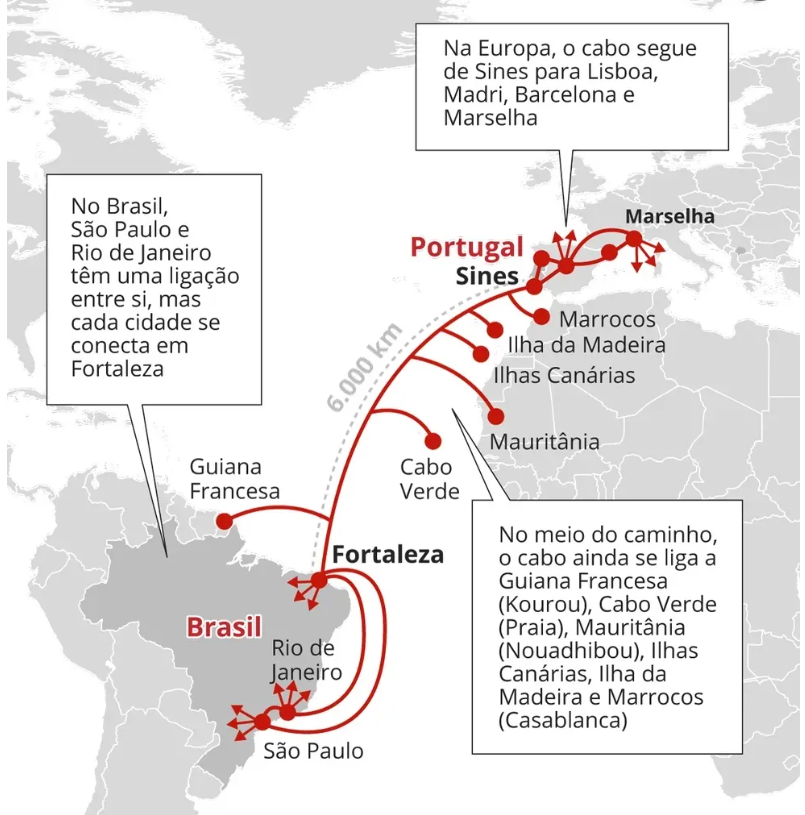 Na Europa, o cabo segue
de Sines para Lisboa,
Madri, Barcelona e
Marselha
No Brasil,
São Paulo e
Rio de Janeiro
têm uma ligação
entre si, mas
cada cidade se
conecta em
Fortaleza
Marselha
Portugal
Sines
6.000 km
Marrocos
Ilha da Madeira
Ilhas Canárias
Mauritânia
Cabo
Verde
Guiana
Francesa
Fortaleza
Brasil
Rio de
Janeiro
São Paulo
No meio do caminho,
o cabo ainda se liga a
Guiana Francesa
(Kourou), Cabo Verde
(Praia), Mauritânia
(Nouadhibou), Ilhas
Canárias, Ilha da
Madeira e Marrocos
(Casablanca)